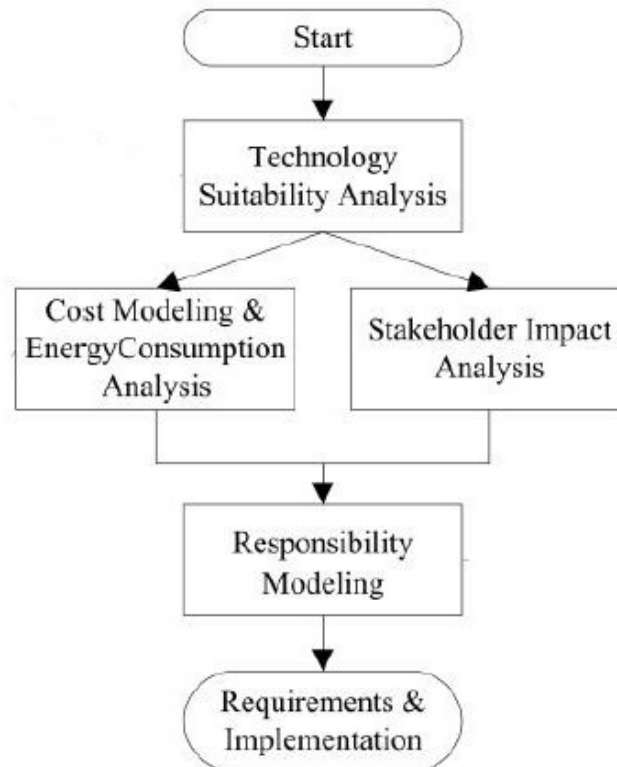 Start
Technology
Suitability Analysis
Cost Modeling &
EnergyConsumption
Analysis
Stakeholder Impact
Analysis
Responsibility
Modeling
Requirements &
Implementation